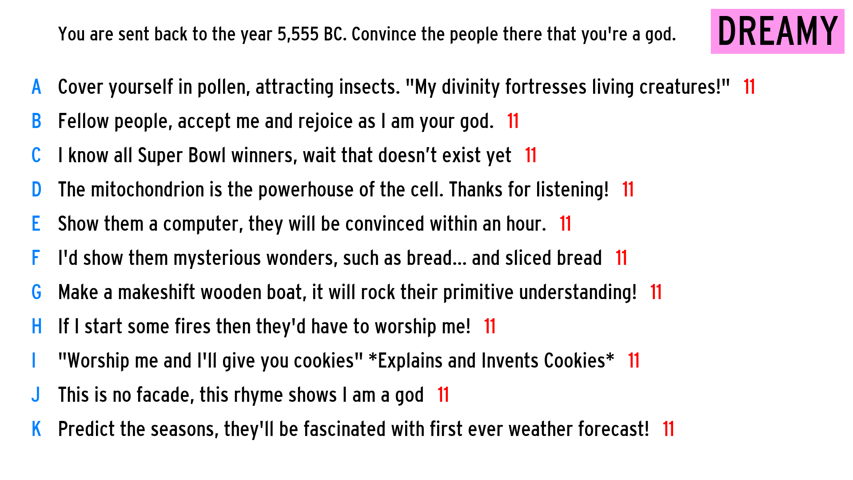 You are sent back to the year 5,555 BC. Convince the people there that you're a god.
DREAMY
A Cover yourself in pollen, attracting insects. "My divinity fortresses living creatures!" 11
B Fellow people, accept me and rejoice as I am your god. 11
C I know all Super Bowl winners, wait that doesn’t exist yet 11
D The mitochondrion is the powerhouse of the cell. Thanks for listening! 11
E Show them a computer, they will be convinced within an hour. 11
F I'd show them mysterious wonders, such as bread... and sliced bread 11
G Make a makeshift wooden boat, it will rock their primitive understanding! 11
H If I start some fires then they'd have to worship me! 11
I "Worship me and I'll give you cookies" *Explains and Invents Cookies* 11
J This is no facade, this rhyme shows I am a god 11
K Predict the seasons, they'll be fascinated with first ever weather forecast! 11